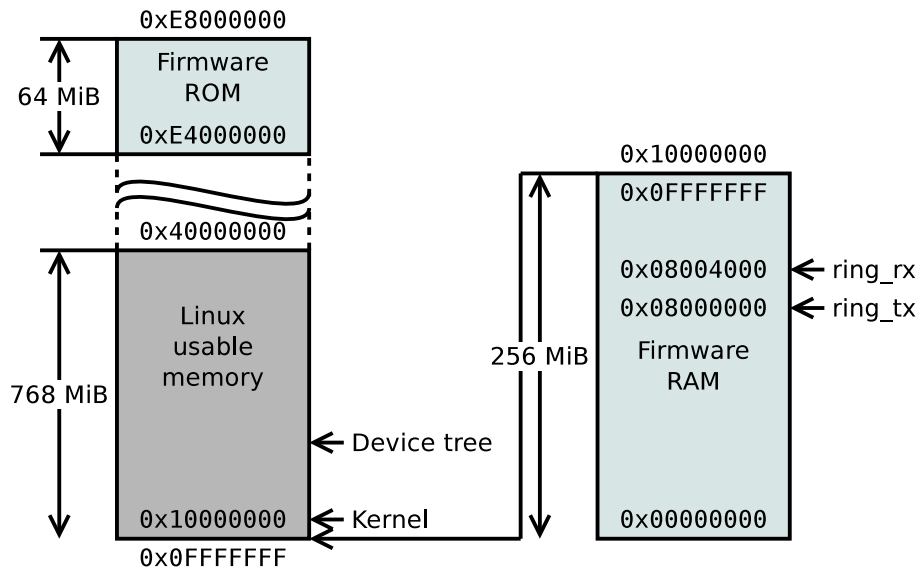 0xE8000000
Firmware
ROM
64 MiB
0xE4000000
0x40000000
Linux
usable
memory
768 MiB
Device tree
0x10000000
Kernel
0x0FFFFFFF
0x10000000
0x0FFFFFFF
0x08004000
ring_rx
0x08000000
ring_tx
256 MiB
Firmware
RAM
0x00000000